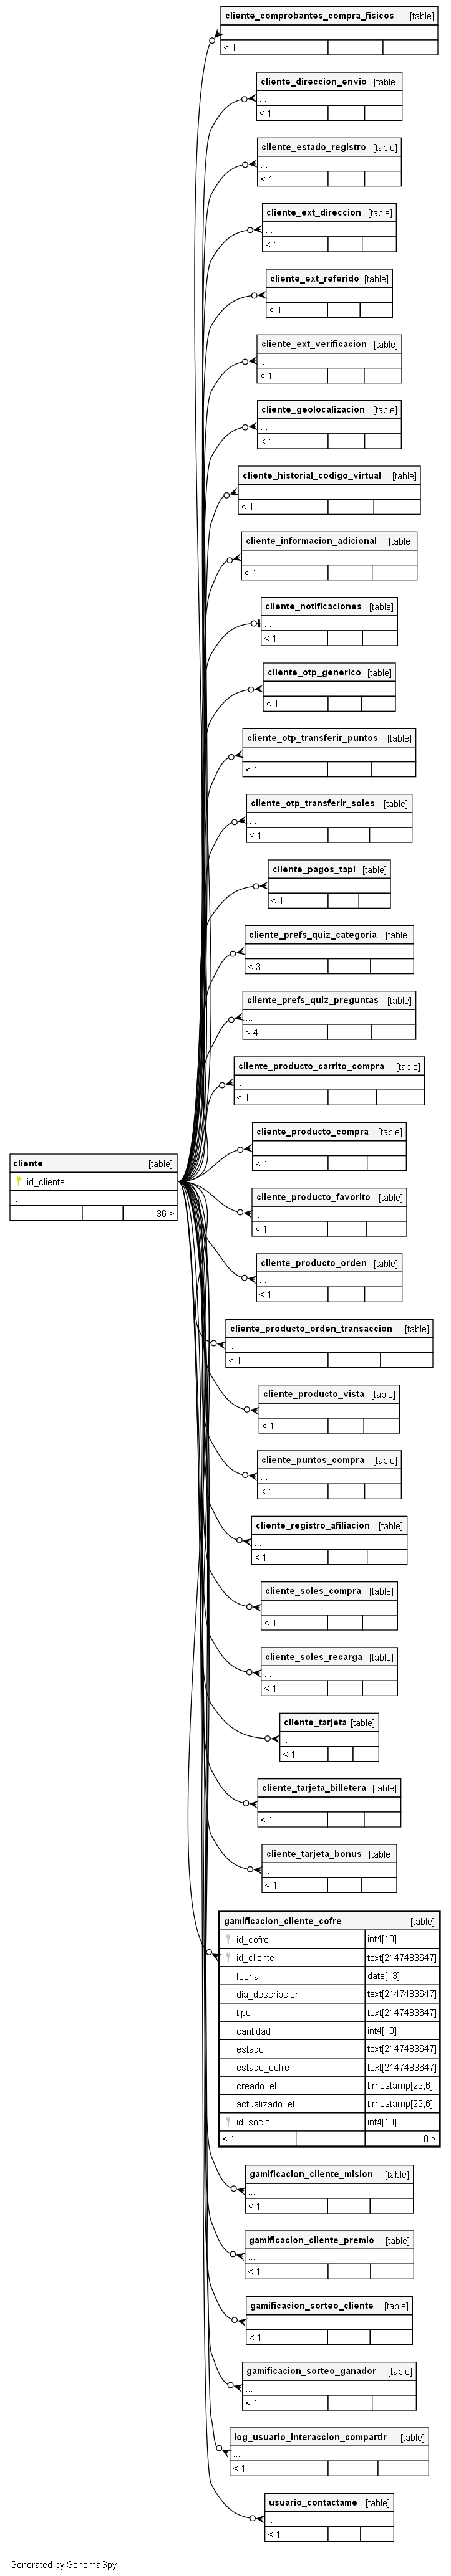 cliente_comprobantes_compra_fisicos [table]
...
< 1
cliente_direccion_envio [table]
...
< 1
cliente_estado_registro [table]
...
< 1
cliente_ext_direccion [table]
...
< 1
cliente_ext_referido [table]
...
< 1
cliente_ext_verificacion [table]
...
< 1
cliente_geolocalizacion [table]
...
< 1
cliente_historial_codigo_virtual [table]
...
< 1
cliente_informacion_adicional [table]
...
< 1
cliente_notificaciones [table]
...
< 1
cliente_otp_generico [table]
...
< 1
cliente_otp_transferir_puntos [table]
...
< 1
cliente_otp_transferir_soles [table]
...
< 1
cliente_pagos_tapi [table]
...
< 1
cliente_prefs_quiz_categoria [table]
...
< 3
cliente_prefs_quiz_preguntas [table]
...
< 4
cliente_producto_carrito_compra [table]
...
< 1
cliente_producto_compra [table]
...
< 1
cliente [table]
id_cliente
...
36 >
cliente_producto_favorito [table]
...
< 1
cliente_producto_orden [table]
...
< 1
cliente_producto_orden_transaccion [table]
...
< 1
cliente_producto_vista [table]
...
< 1
cliente_puntos_compra [table]
...
< 1
cliente_registro_afiliacion [table]
...
< 1
cliente_soles_compra [table]
...
< 1
cliente_soles_recarga [table]
...
< 1
cliente_tarjeta [table]
...
< 1
cliente_tarjeta_billetera [table]
...
< 1
cliente_tarjeta_bonus [table]
...
< 1
gamificacion_cliente_cofre [table]
id_cofre int4[10]
id_cliente text[2147483647]
fecha date[13]
dia_descripcion text[2147483647]
tipo text[2147483647]
cantidad int4[10]
estado text[2147483647]
estado_cofre text[2147483647]
creado_el timestamp[29,6]
actualizado_el timestamp[29,6]
id_socio int4[10]
< 1 0 >
gamificacion_cliente_mision [table]
...
< 1
gamificacion_cliente_premio [table]
...
< 1
gamificacion_sorteo_cliente [table]
...
< 1
gamificacion_sorteo_ganador [table]
...
< 1
log_usuario_interaccion_compartir [table]
...
< 1
usuario_contactame [table]
...
< 1
Generated by SchemaSpy